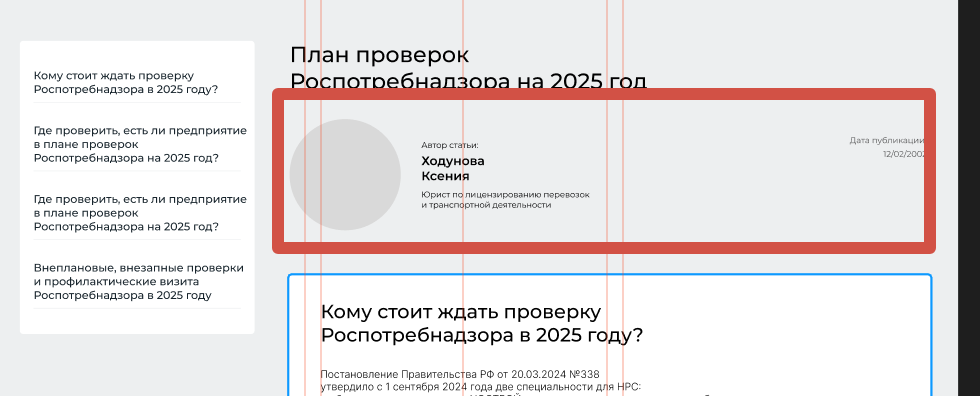 Кому стоит ждать проверку
Роспотребнадзора в 2025 году?
Где проверить, есть ли предприятие
в плане проверок
Роспотребнадзора на 2025 год?
Где проверить, есть ли предприятие
в плане проверок
Роспотребнадзора на 2025 год?
Внеплановые, внезапные проверки
и профилактические визита
Роспотребнадзора в 2025 году
План проверок
Роспотребнадзора на 2025 год
Автор статьи:
Ходунова
Ксения
Юрист по лицензированию перевозок
и транспортной деятельности
Дата публикации
12/02/2002
Кому стоит ждать проверку
Роспотребнадзора в 2025 году?
Постановление Правительства РФ от 20.03.2024 №338
утвердило с 1 сентября 2024 года две специальности для НРС: